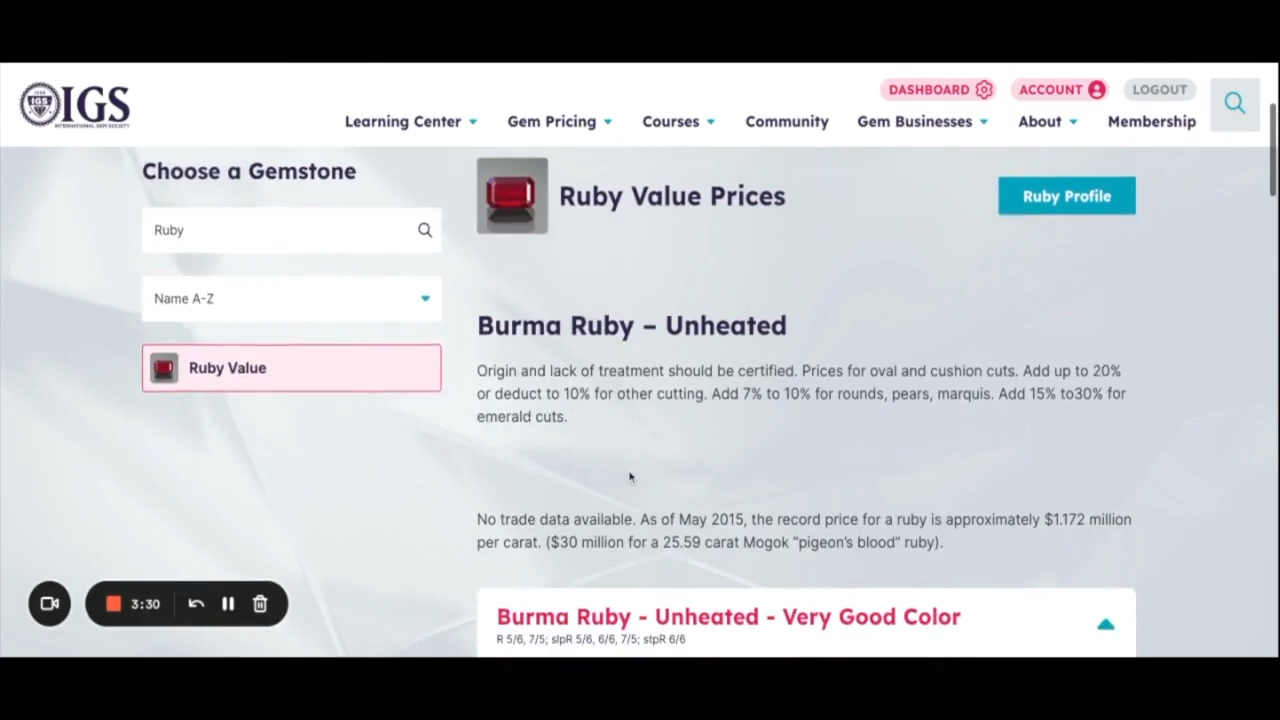 IGS
INTERNATIONAL GEM SOCIETY
DASHBOARD
ACCOUNT
LOGOUT
Learning Center
Gem Pricing
Courses
Community
Gem Businesses
About
Membership
Choose a Gemstone
Ruby
Name A-Z
Ruby Value
Ruby Value Prices
Ruby Profile
Burma Ruby – Unheated
Origin and lack of treatment should be certified. Prices for oval and cushion cuts. Add up to 20%
or deduct to 10% for other cutting. Add 7% to 10% for rounds, pears, marquis. Add 15% to30% for
emerald cuts.
No trade data available. As of May 2015, the record price for a ruby is approximately $1.172 million
per carat. ($30 million for a 25.59 carat Mogok “pigeon’s blood” ruby).
Burma Ruby - Unheated - Very Good Color
R 5/6, 7/5; slpR 5/6, 6/6, 7/5; stpR 6/6
3:30